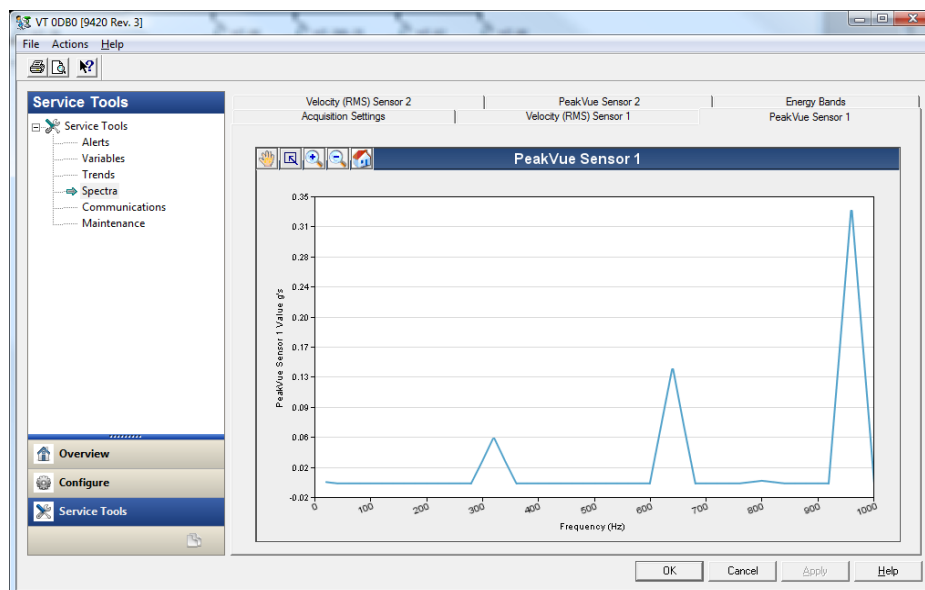 VT 0DB0 [9420 Rev. 3]
File Actions Help
Service Tools
Service Tools
Alerts
Variables
Trends
Spectra
Communications
Maintenance
Overview
Configure
Service Tools
Velocity (RMS) Sensor 2 PeakVue Sensor 2 Energy Bands
Acquisition Settings Velocity (RMS) Sensor 1 PeakVue Sensor 1
PeakVue Sensor 1
PeakVue Sensor 1 Value g's
0.35
0.31
0.28
0.24
0.20
0.17
0.13
0.09
0.06
0.02
-0.02
0 100 200 300 400 500 600 700 800 900 1000
Frequency (Hz)
OK Cancel Apply Help